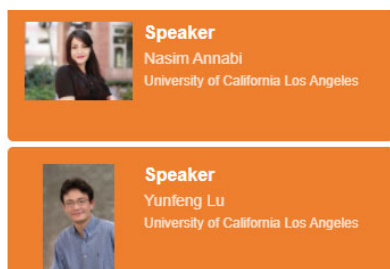 Speaker
Nasim Annabi
University of California Los Angeles
Speaker
Yunfeng Lu
University of California Los Angeles